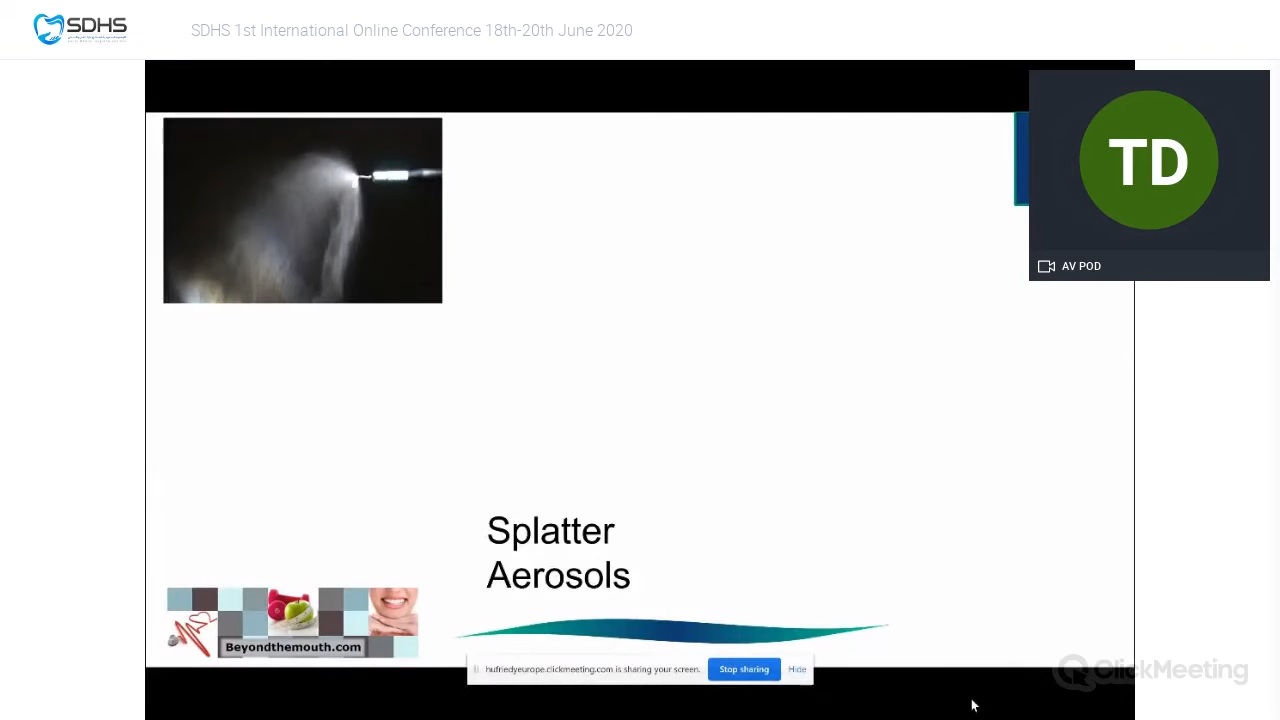 SDHS
SDHS 1st International Online Conference 18th-20th June 2020
TD
AV POD
Splatter
Aerosols
Beyondthemouth.com
hufriedyeurope.clickmeeting.com is sharing your screen.
Stop sharing
Hide
ClickMeeting